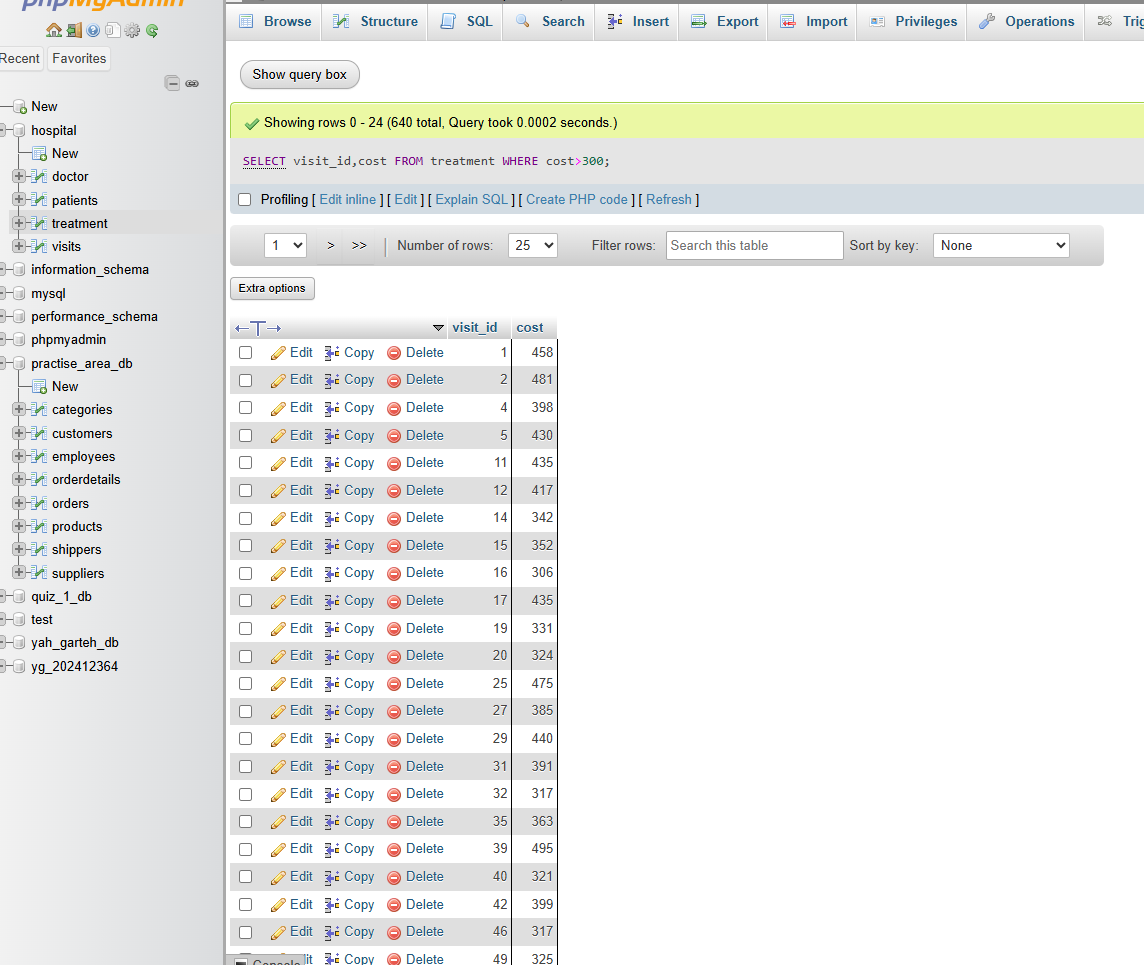 phpMyAdmin
Recent Favorites
New
hospital
New
doctor
patients
treatment
visits
information_schema
mysql
performance_schema
phpmyadmin
practise_area_db
New
categories
customers
employees
orderdetails
orders
products
shippers
suppliers
quiz_1_db
test
yah_garteh_db
yg_202412364
Browse Structure SQL Search Insert Export Import Privileges Operations Trig
Show query box
Showing rows 0 - 24 (640 total, Query took 0.0002 seconds.)
SELECT visit_id,cost FROM treatment WHERE cost>300;
Profiling [ Edit inline ] [ Edit ] [ Explain SQL ] [ Create PHP code ] [ Refresh ]
1 > >> Number of rows: 25 Filter rows: Search this table Sort by key: None
Extra options
←T→ visit_id cost
Edit Copy Delete 1 458
Edit Copy Delete 2 481
Edit Copy Delete 4 398
Edit Copy Delete 5 430
Edit Copy Delete 11 435
Edit Copy Delete 12 417
Edit Copy Delete 14 342
Edit Copy Delete 15 352
Edit Copy Delete 16 306
Edit Copy Delete 17 435
Edit Copy Delete 19 331
Edit Copy Delete 20 324
Edit Copy Delete 25 475
Edit Copy Delete 27 385
Edit Copy Delete 29 440
Edit Copy Delete 31 391
Edit Copy Delete 32 317
Edit Copy Delete 35 363
Edit Copy Delete 39 495
Edit Copy Delete 40 321
Edit Copy Delete 42 399
Edit Copy Delete 46 317
Console it Copy Delete 49 325